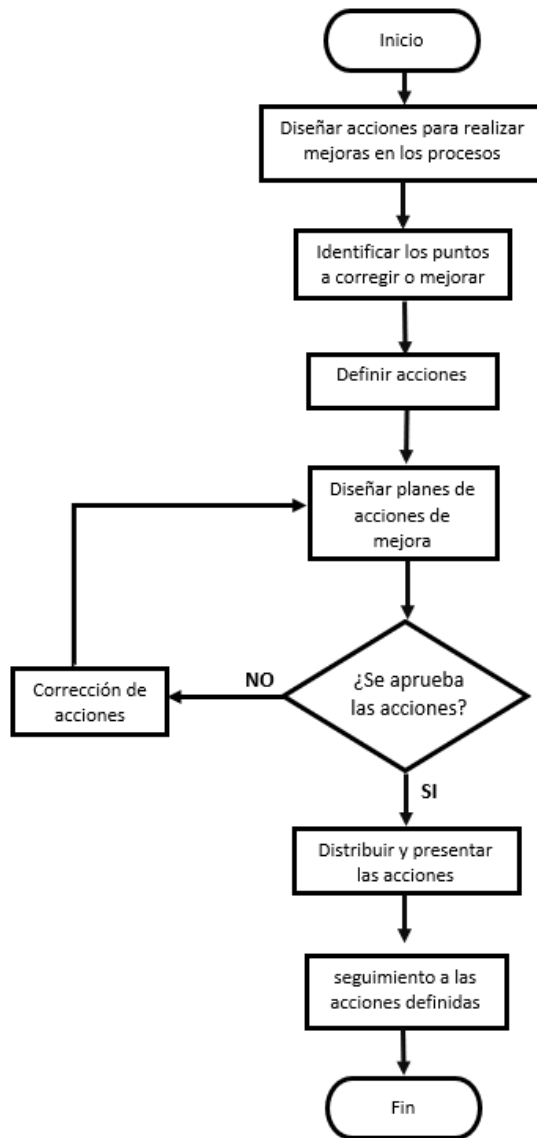 Inicio
Diseñar acciones para realizar
mejoras en los procesos
Identificar los puntos
a corregir o mejorar
Definir acciones
Diseñar planes de
acciones de
mejora
¿Se aprueba
las acciones?
NO
Corrección de
acciones
SI
Distribuir y presentar
las acciones
seguimiento a las
acciones definidas
Fin